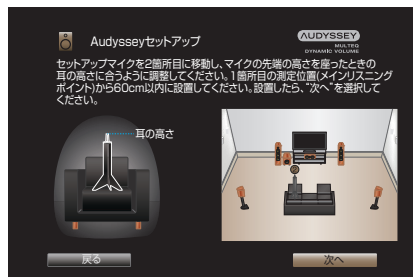 Audysseyセットアップ
AUDYSSEY
MULTEQ
DYNAMIC VOLUME
セットアップマイクを2箇所目に移動し、マイクの先端の高さを座ったときの
耳の高さに合うように調整してください。1箇所目の測定位置(メインリスニング
ポイント)から60cm以内に設置してください。設置したら、“次へ”を選択して
ください。
耳の高さ
戻る
次へ